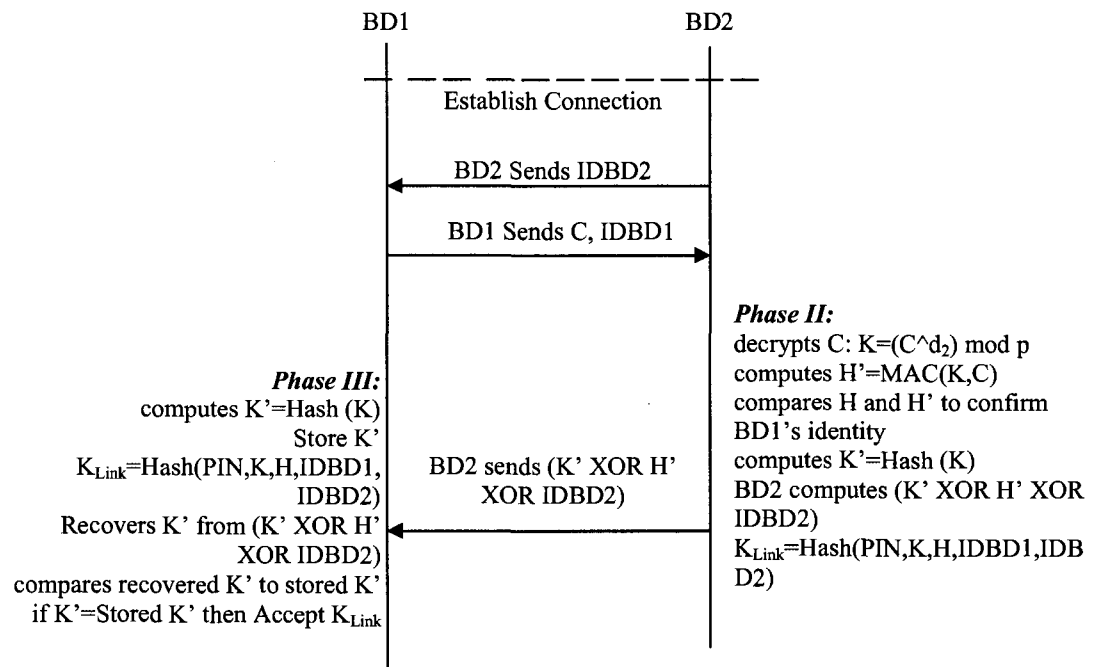 BD1
BD2
Establish Connection
BD2 Sends IDBD2
BD1 Sends C, IDBD1
Phase II:
decrypts C: K=(C^d₂) mod p
computes H'=MAC(K,C)
compares H and H' to confirm
BD1's identity
computes K'=Hash (K)
BD2 computes (K' XOR H' XOR
IDBD2)
K_Link=Hash(PIN,K,H,IDBD1,IDB
D2)
BD2 sends (K' XOR H'
XOR IDBD2)
Phase III:
computes K'=Hash (K)
Store K'
K_Link=Hash(PIN,K,H,IDBD1,
IDBD2)
Recovers K' from (K' XOR H'
XOR IDBD2)
compares recovered K' to stored K'
if K'=Stored K' then Accept K_Link